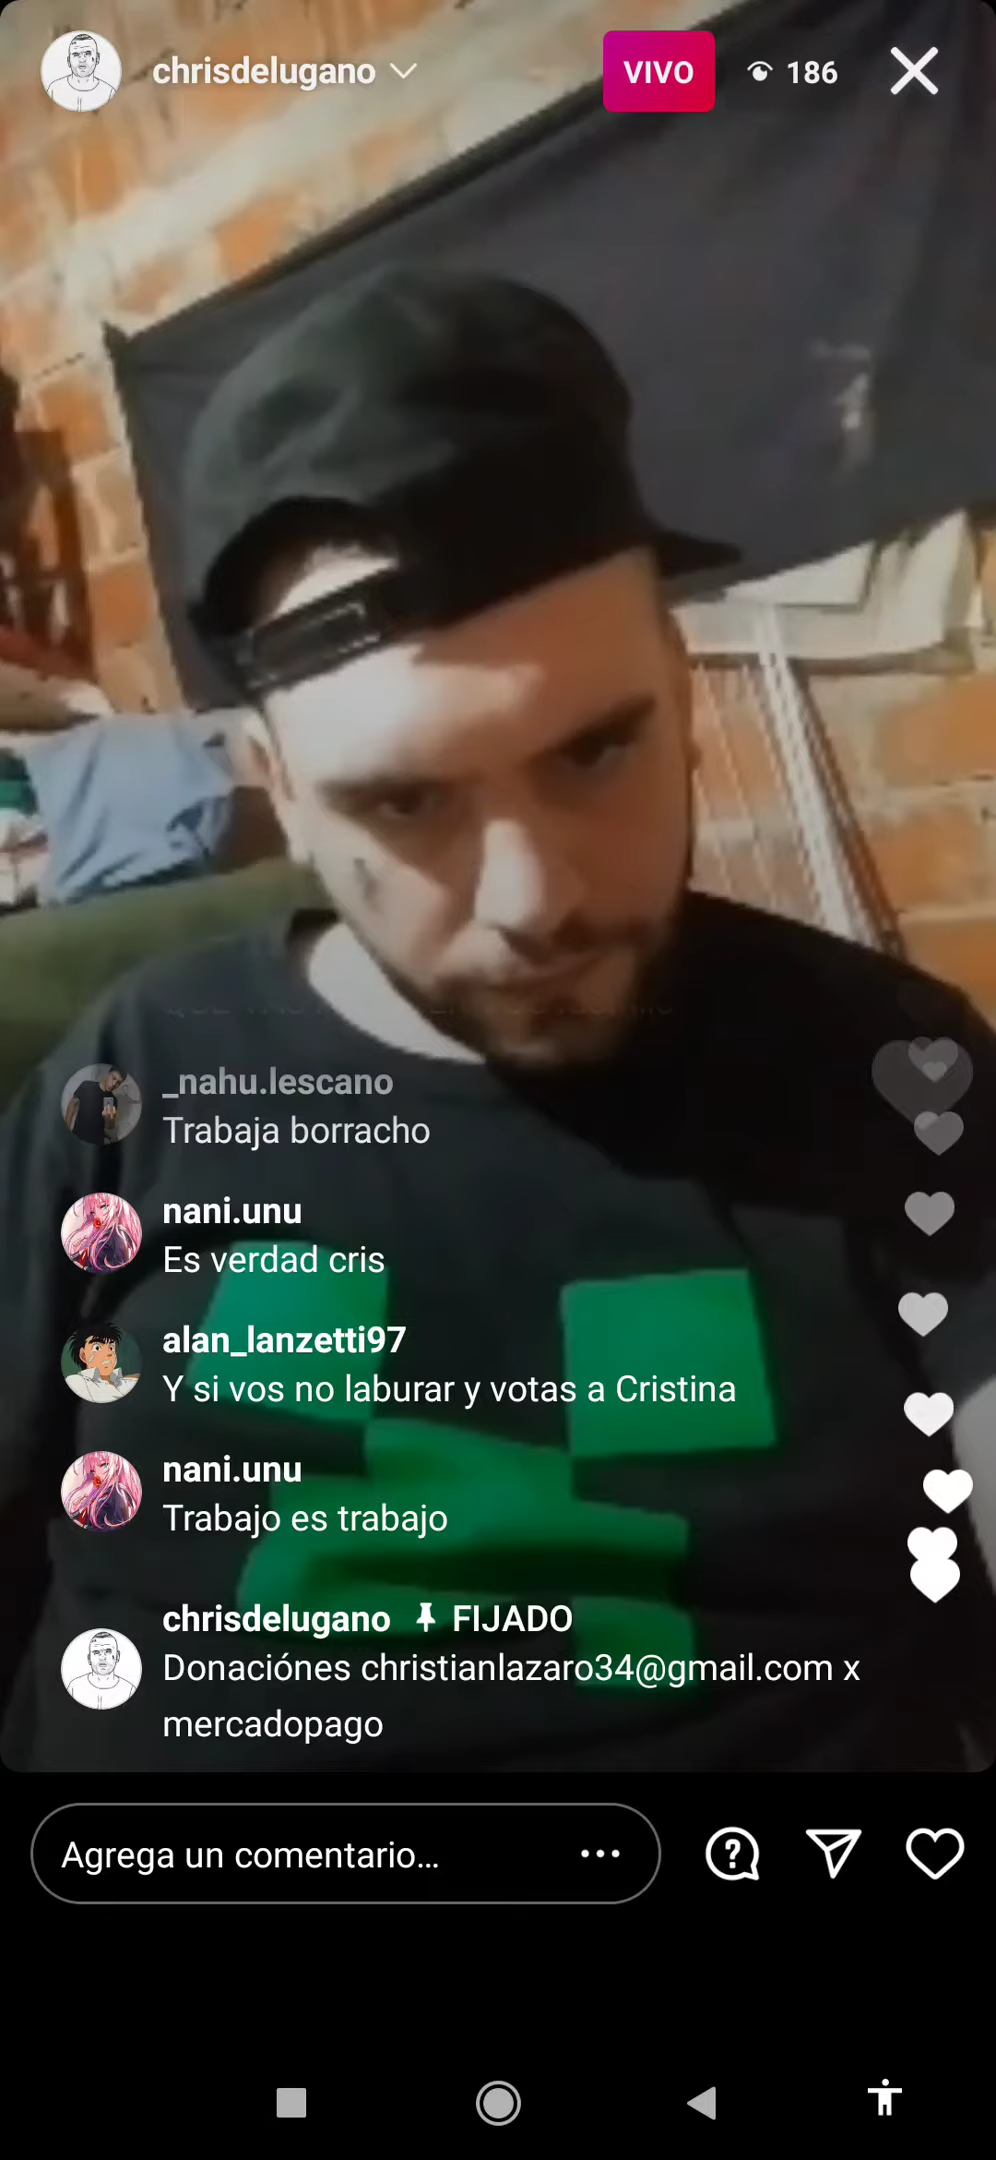 chrisdelugano
VIVO
186
_nahu.lescano
Trabaja borracho
nani.unu
Es verdad cris
alan_lanzetti97
Y si vos no laburar y votas a Cristina
nani.unu
Trabajo es trabajo
chrisdelugano FIJADO
Donaciónes christianlazaro34@gmail.com x
mercadopago
Agrega un comentario...